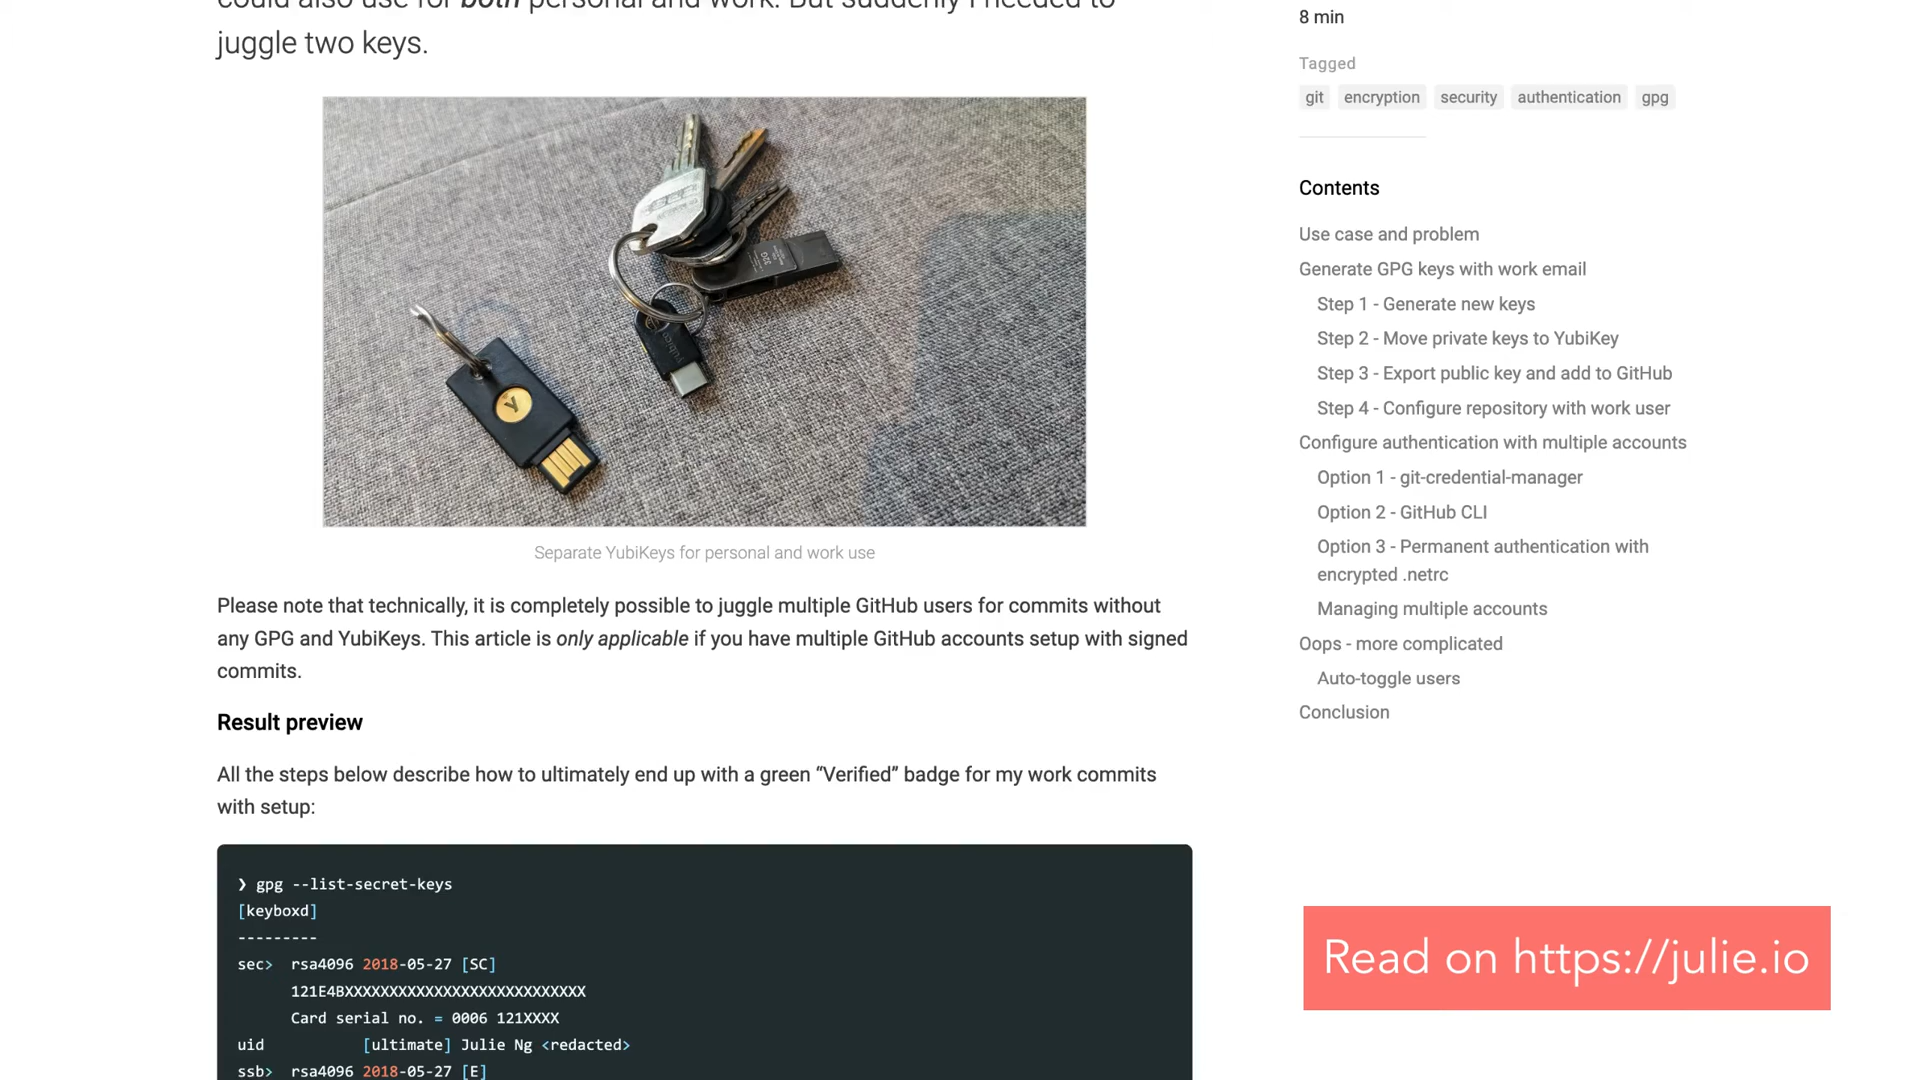 could also use for both personal and work. But suddenly I needed to
juggle two keys.
Separate YubiKeys for personal and work use
Please note that technically, it is completely possible to juggle multiple GitHub users for commits without
any GPG and YubiKeys. This article is only applicable if you have multiple GitHub accounts setup with signed
commits.
Result preview
All the steps below describe how to ultimately end up with a green “Verified” badge for my work commits
with setup:
❯ gpg --list-secret-keys
[keyboxd]
---------
sec>  rsa4096 2018-05-27 [SC]
121E4BXXXXXXXXXXXXXXXXXXXXXXXXXXX
Card serial no. = 0006 121XXXX
uid           [ultimate] Julie Ng <redacted>
ssb>  rsa4096 2018-05-27 [E]
8 min
Tagged
git encryption security authentication gpg
Contents
Use case and problem
Generate GPG keys with work email
Step 1 - Generate new keys
Step 2 - Move private keys to YubiKey
Step 3 - Export public key and add to GitHub
Step 4 - Configure repository with work user
Configure authentication with multiple accounts
Option 1 - git-credential-manager
Option 2 - GitHub CLI
Option 3 - Permanent authentication with
encrypted .netrc
Managing multiple accounts
Oops - more complicated
Auto-toggle users
Conclusion
Read on https://julie.io